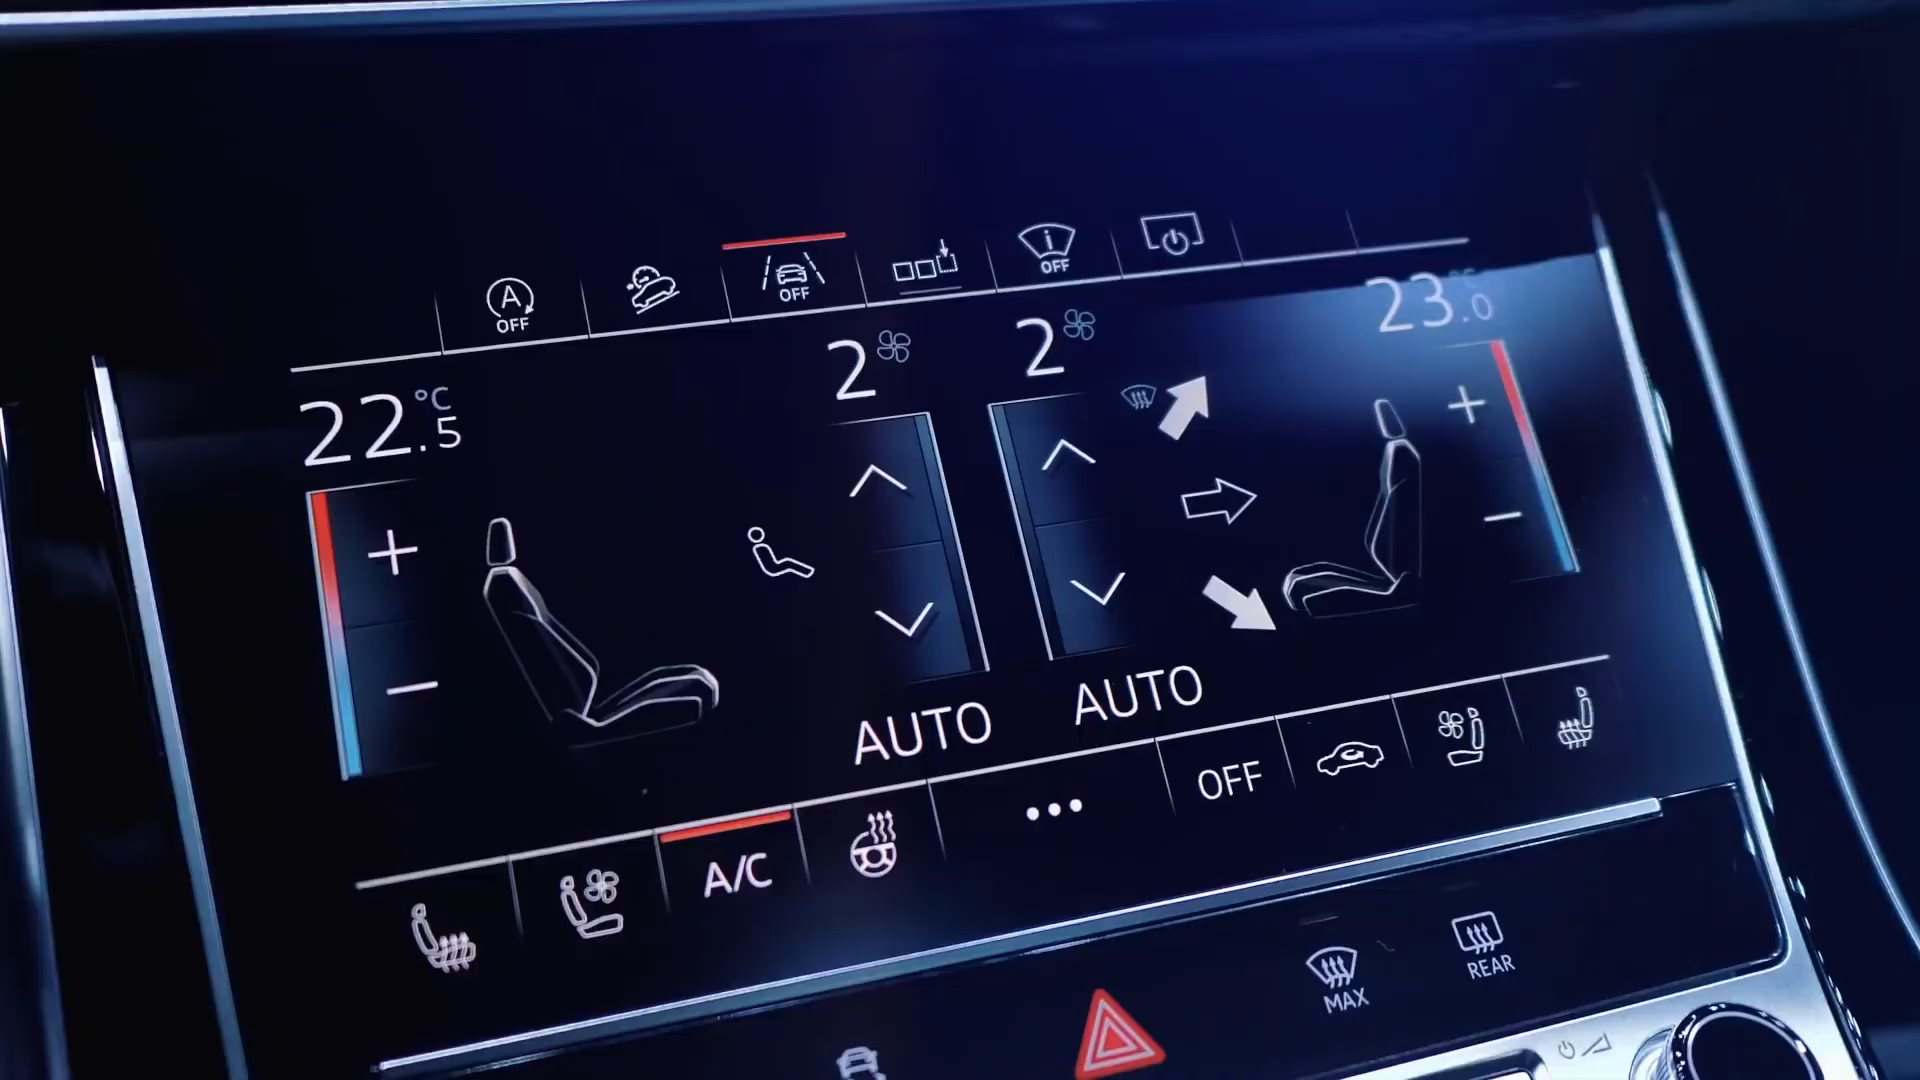 A
OFF
OFF
i
OFF
22.5 °C
2
2
23.0 °C
AUTO
AUTO
A/C
•••
OFF
MAX
REAR